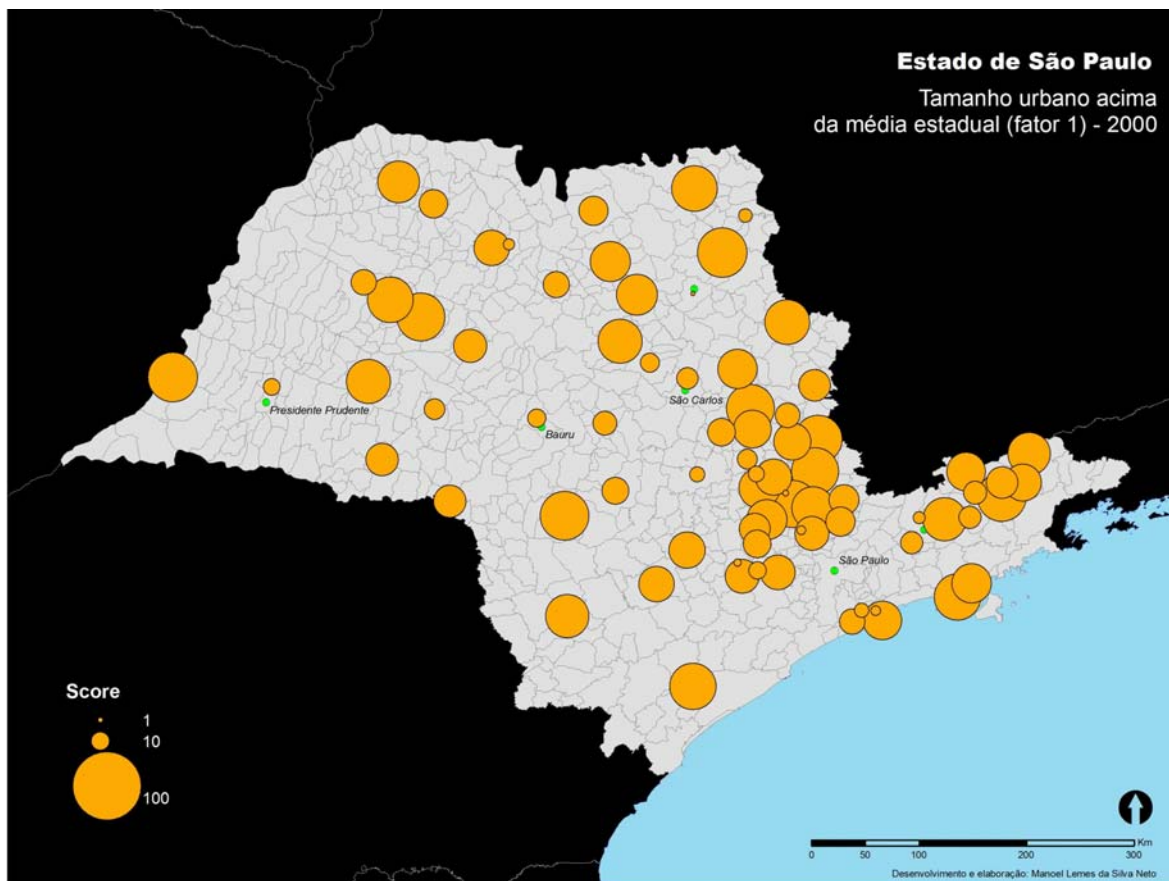 Estado de São Paulo
Tamanho urbano acima
da média estadual (fator 1) - 2000
Presidente Prudente
São Carlos
Bauru
São Paulo
Score
1
10
100
Km
0 50 100 200 300
Desenvolvimento e elaboração: Manoel Lemes da Silva Neto